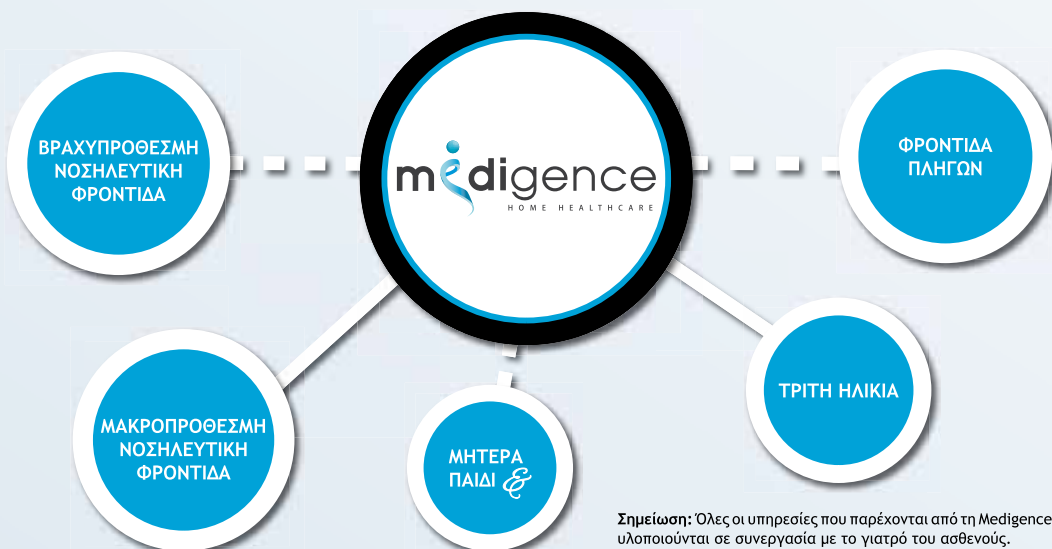 ΒΡΑΧΥΠΡΟΘΕΣΜΗ
ΝΟΣΗΛΕΥΤΙΚΗ
ΦΡΟΝΤΙΔΑ
medigence
HOME HEALTHCARE
ΦΡΟΝΤΙΔΑ
ΠΛΗΓΩΝ
ΜΑΚΡΟΠΡΟΘΕΣΜΗ
ΝΟΣΗΛΕΥΤΙΚΗ
ΦΡΟΝΤΙΔΑ
ΜΗΤΕΡΑ
ΠΑΙΔΙ &
ΤΡΙΤΗ ΗΛΙΚΙΑ
Σημείωση: Όλες οι υπηρεσίες που παρέχονται από τη Medigence
υλοποιούνται σε συνεργασία με το γιατρό του ασθενούς.